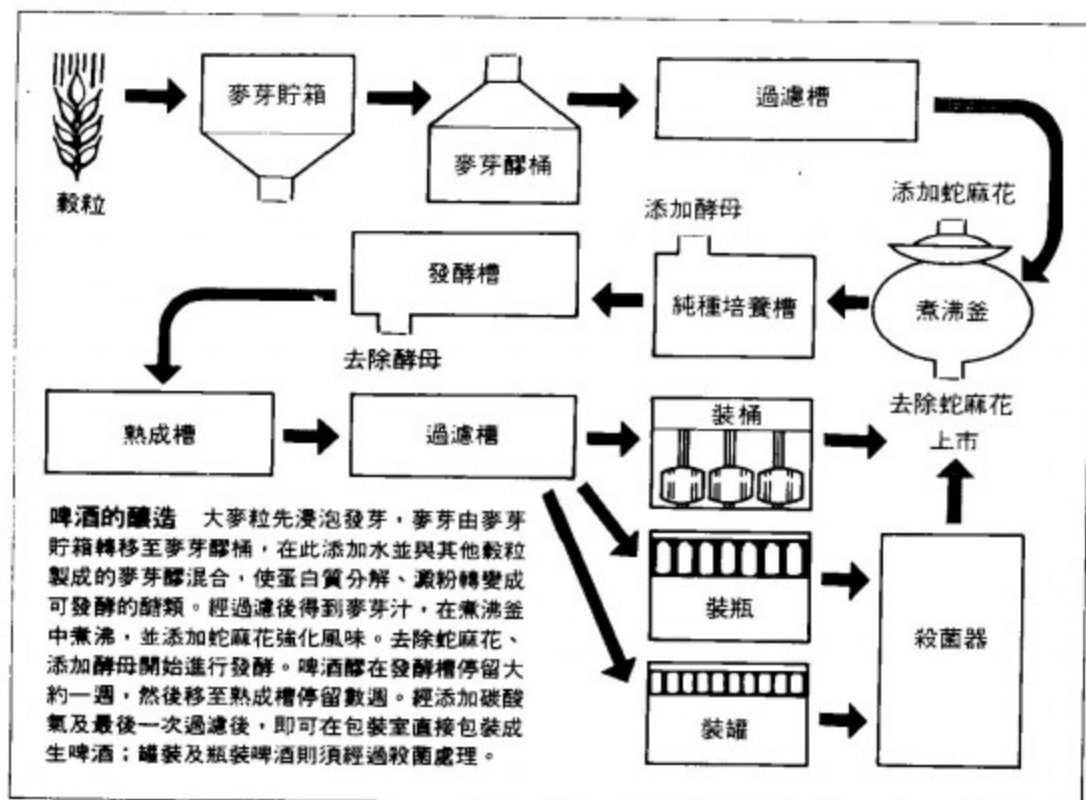 穀粒
麥芽貯箱
麥芽醪桶
過濾槽
添加蛇麻花
煮沸釜
去除蛇麻花
添加酵母
純種培養槽
發酵槽
去除酵母
熟成槽
過濾槽
裝桶
上市
裝瓶
裝罐
殺菌器
啤酒的釀造 大麥粒先浸泡發芽，麥芽由麥芽
貯箱轉移至麥芽醪桶，在此添加水並與其他穀粒
製成的麥芽醪混合，使蛋白質分解、澱粉轉變成
可發酵的醣類。經過濾後得到麥芽汁，在煮沸釜
中煮沸，並添加蛇麻花強化風味。去除蛇麻花、
添加酵母開始進行發酵。啤酒醪在發酵槽停留大
約一週，然後移至熟成槽停留數週。經添加碳酸
氣及最後一次過濾後，即可在包裝室直接包裝成
生啤酒；罐裝及瓶裝啤酒則須經過殺菌處理。